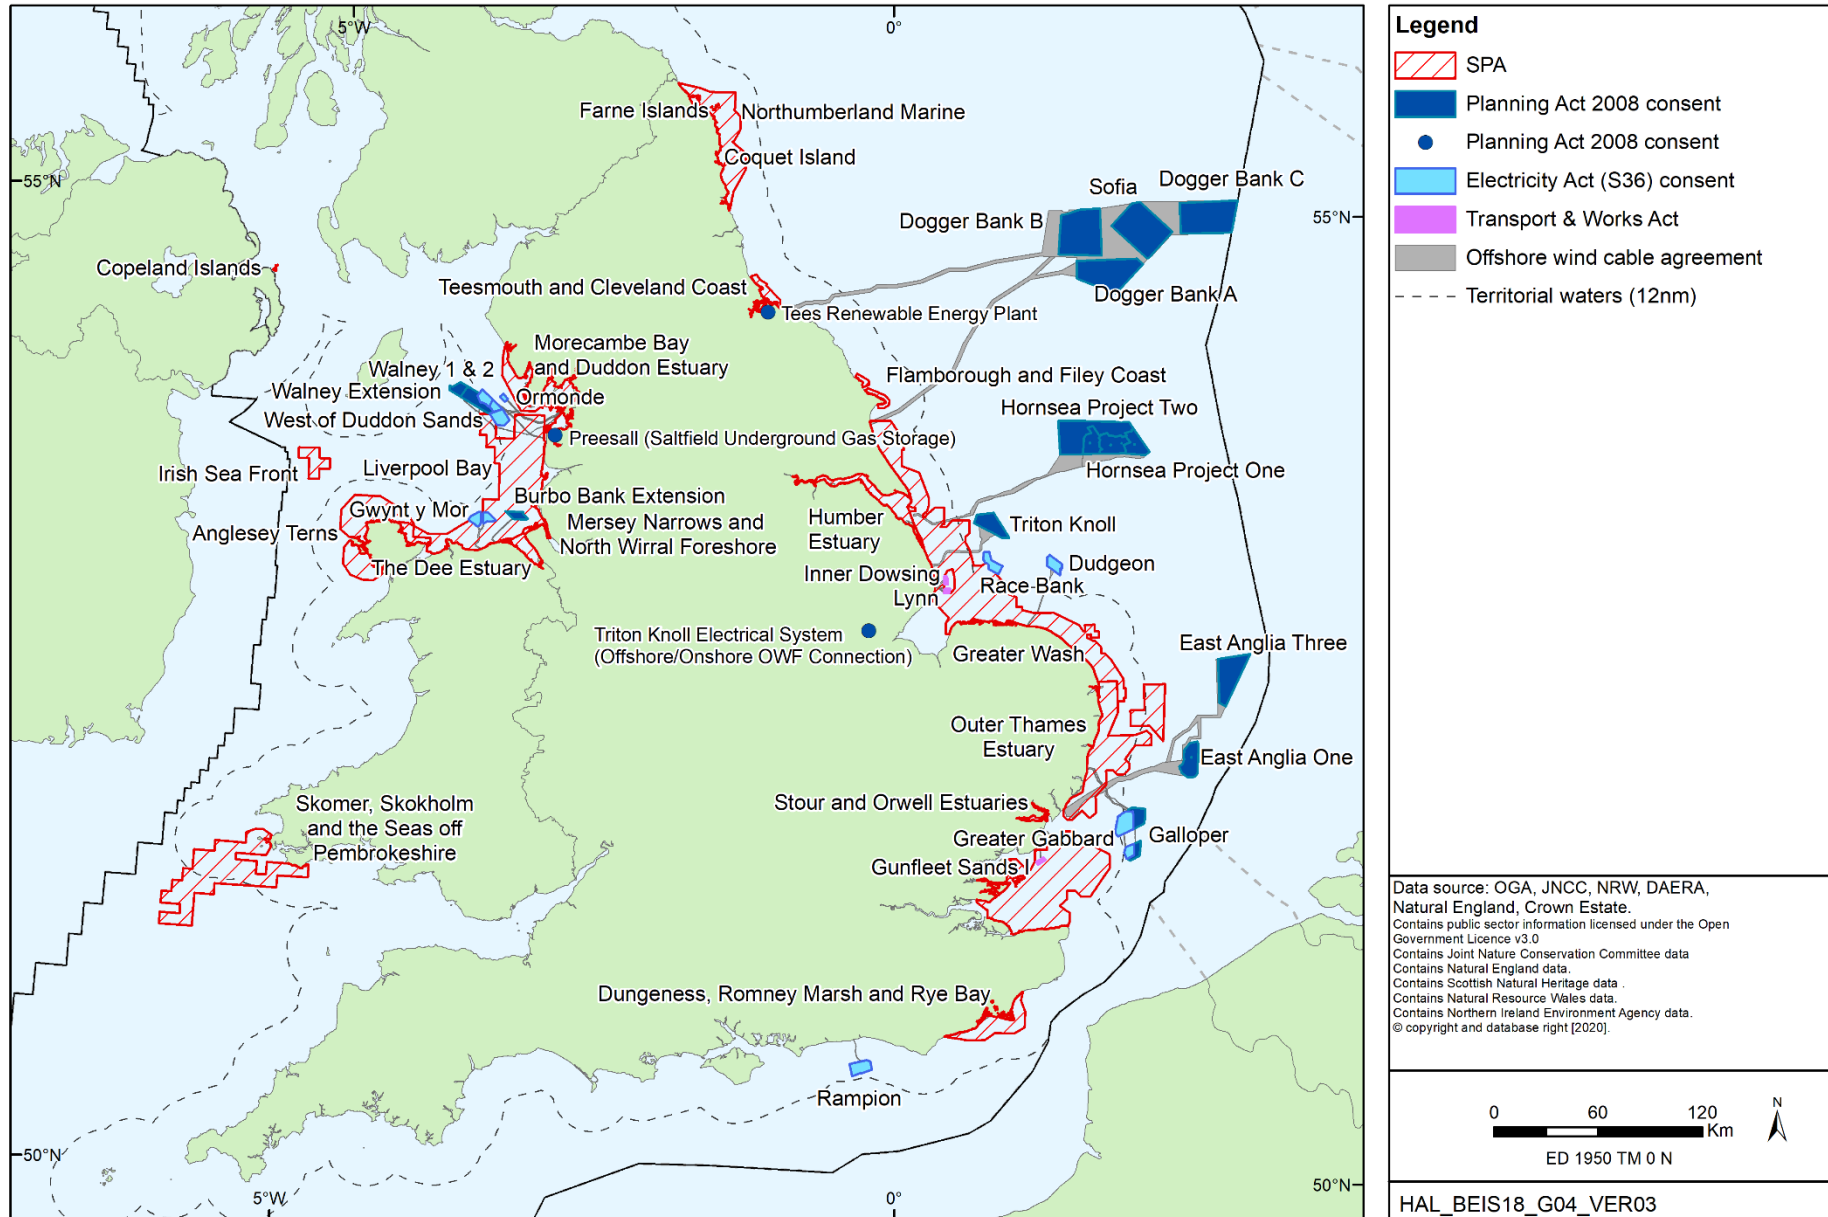 5°W
0°
55°N
55°N
Farne Islands
Northumberland Marine
Coquet Island
Sofia
Dogger Bank C
Dogger Bank B
Dogger Bank A
Copeland Islands
Teesmouth and Cleveland Coast
Tees Renewable Energy Plant
Morecambe Bay
and Duddon Estuary
Walney 1 & 2
Walney Extension
Ormonde
West of Duddon Sands
Flamborough and Filey Coast
Hornsea Project Two
Hornsea Project One
Preesall (Saltfield Underground Gas Storage)
Irish Sea Front
Liverpool Bay
Burbo Bank Extension
Gwynt y Mor
Mersey Narrows and
North Wirral Foreshore
Anglesey Terns
The Dee Estuary
Humber
Estuary
Triton Knoll
Dudgeon
Inner Dowsing
Lynn
Race-Bank
Triton Knoll Electrical System
(Offshore/Onshore OWF Connection)
Greater Wash
East Anglia Three
Outer Thames
Estuary
East Anglia One
Stour and Orwell Estuaries
Skomer, Skokholm
and the Seas off
Pembrokeshire
Greater Gabbard
Galloper
Gunfleet Sands I
Dungeness, Romney Marsh and Rye Bay
Rampion
50°N
50°N
5°W
0°
Legend
SPA
Planning Act 2008 consent
Planning Act 2008 consent
Electricity Act (S36) consent
Transport & Works Act
Offshore wind cable agreement
Territorial waters (12nm)
Data source: OGA, JNCC, NRW, DAERA,
Natural England, Crown Estate.
Contains public sector information licensed under the Open
Government Licence v3.0
Contains Joint Nature Conservation Committee data
Contains Natural England data.
Contains Scottish Natural Heritage data .
Contains Natural Resource Wales data.
Contains Northern Ireland Environment Agency data.
© copyright and database right [2020].
0 60 120
Km
N
ED 1950 TM 0 N
HAL_BEIS18_G04_VER03